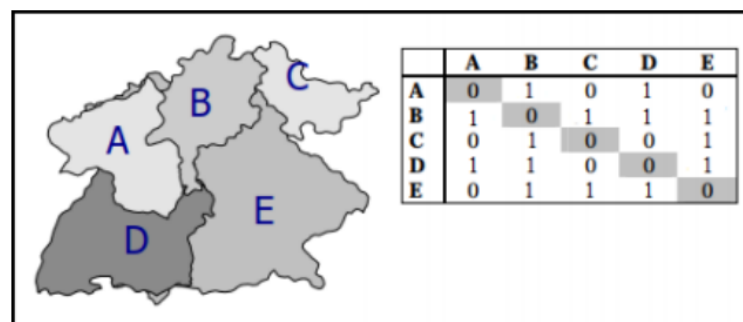 C
B
A
E
D
A B C D E
A 0 1 0 1 0
B 1 0 1 1 1
C 0 1 0 0 1
D 1 1 0 0 1
E 0 1 1 1 0